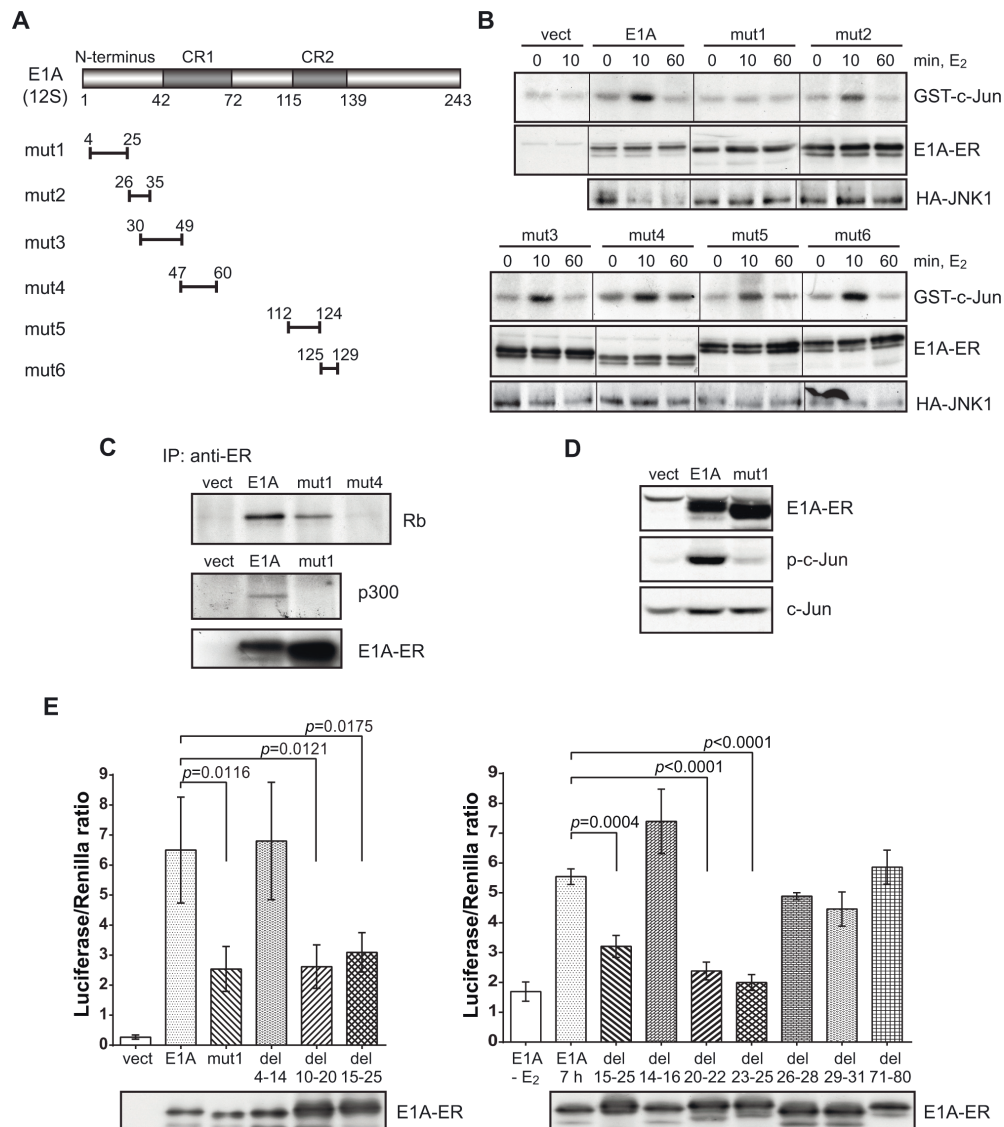 A
N-terminus CR1 CR2
E1A
(12S)
1 42 72 115 139 243
mut1 4 25
mut2 26 35
mut3 30 49
mut4 47 60
mut5 112 124
mut6 125 129
B
vect E1A mut1 mut2
0 10 0 10 60 0 10 60 0 10 60 min, E2
GST-c-Jun
E1A-ER
HA-JNK1
mut3 mut4 mut5 mut6
0 10 60 0 10 60 0 10 60 0 10 60 min, E2
GST-c-Jun
E1A-ER
HA-JNK1
C
IP: anti-ER
vect E1A mut1 mut4
Rb
vect E1A mut1
p300
E1A-ER
D
vect E1A mut1
E1A-ER
p-c-Jun
c-Jun
E
Luciferase/Renilla ratio
9
8
7
6
5
4
3
2
1
0
p=0.0175
p=0.0121
p=0.0116
vect E1A mut1 del del del
4-14 10-20 15-25
E1A-ER
Luciferase/Renilla ratio
9
8
7
6
5
4
3
2
1
0
p<0.0001
p<0.0001
p=0.0004
E1A E1A del del del del del del del
- E2 7 h 15-25 14-16 20-22 23-25 26-28 29-31 71-80
E1A-ER